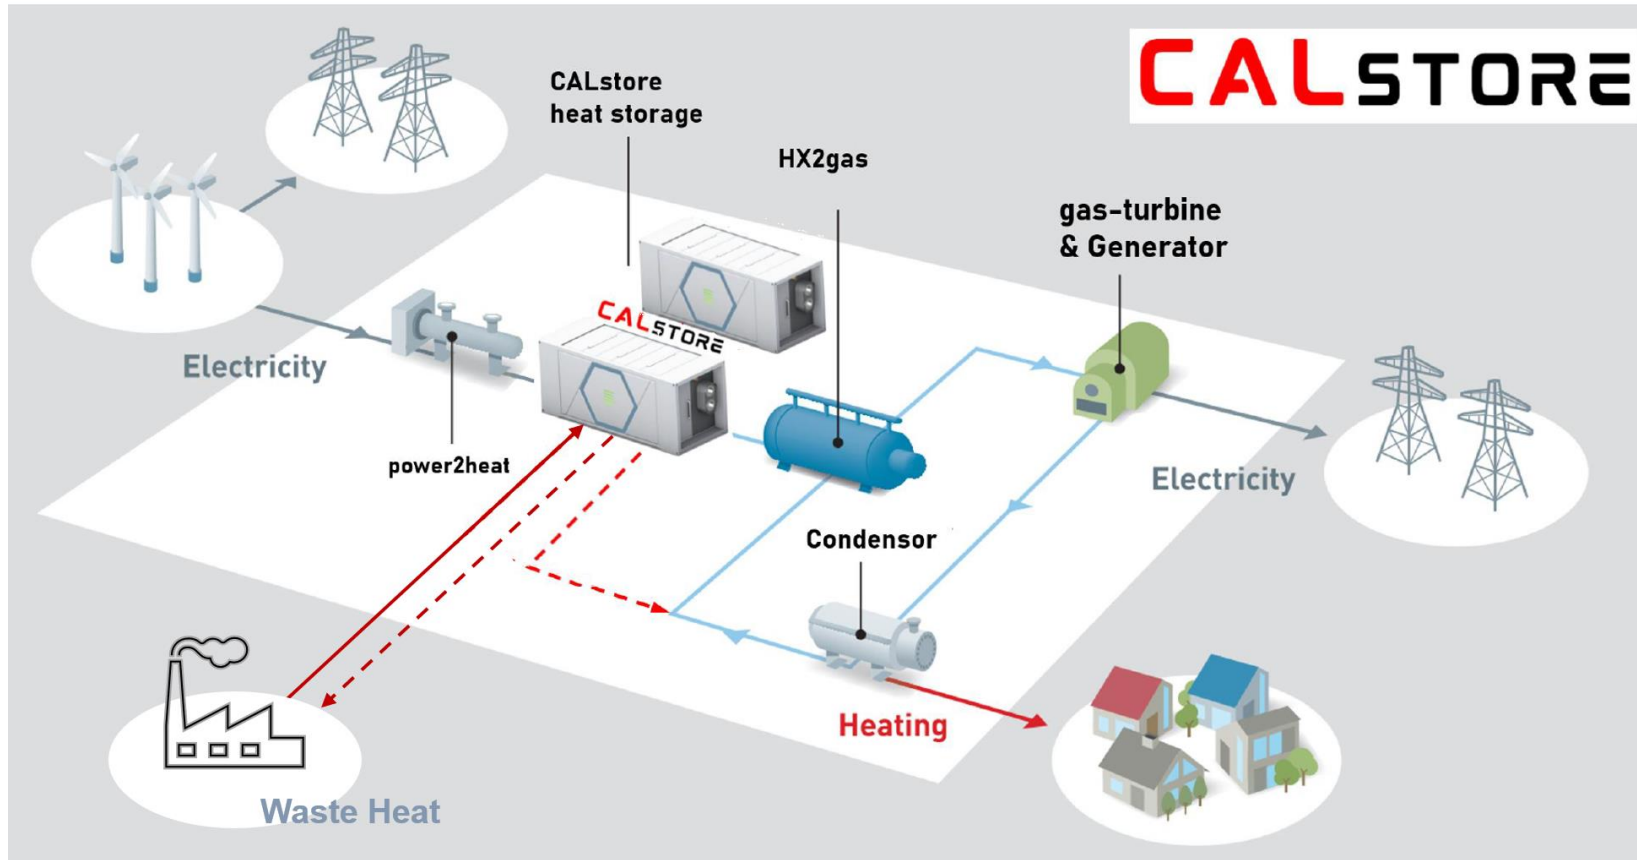 CALSTORE
CALstore
heat storage
HX2gas
gas-turbine
& Generator
CALSTORE
Electricity
power2heat
Electricity
Condensor
Heating
Waste Heat